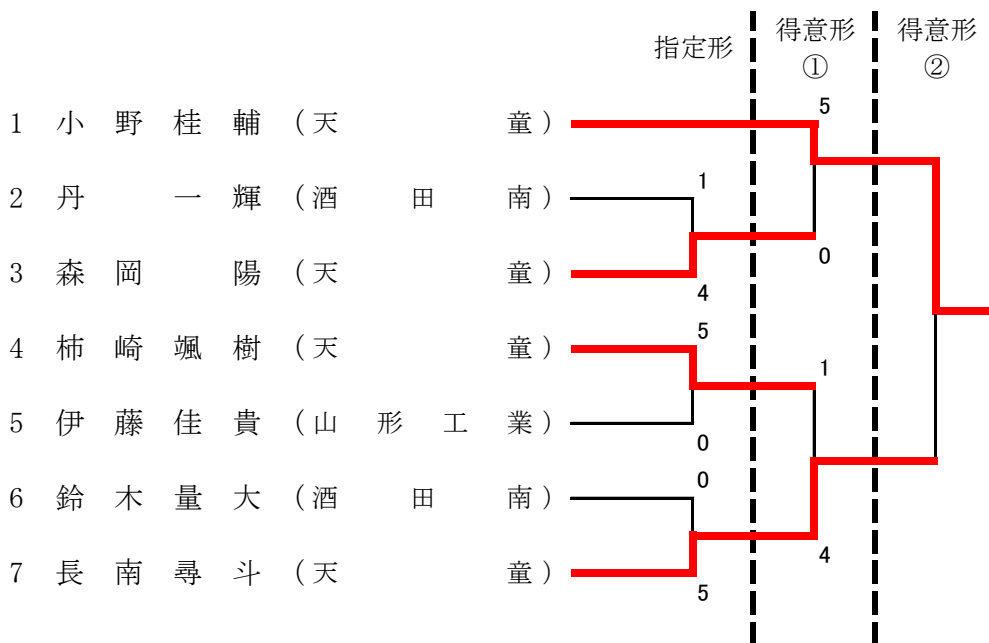 指定形 得意形 得意形
① ②
5
1 小野桂輔 (天童)
1
2 丹 一輝 (酒田南)
0
3 森岡 陽 (天童)
4
5
4 柿崎颯樹 (天童)
1
5 伊藤佳貴 (山形工業)
0
0
6 鈴木量大 (酒田南)
4
7 長南尋斗 (天童)
5